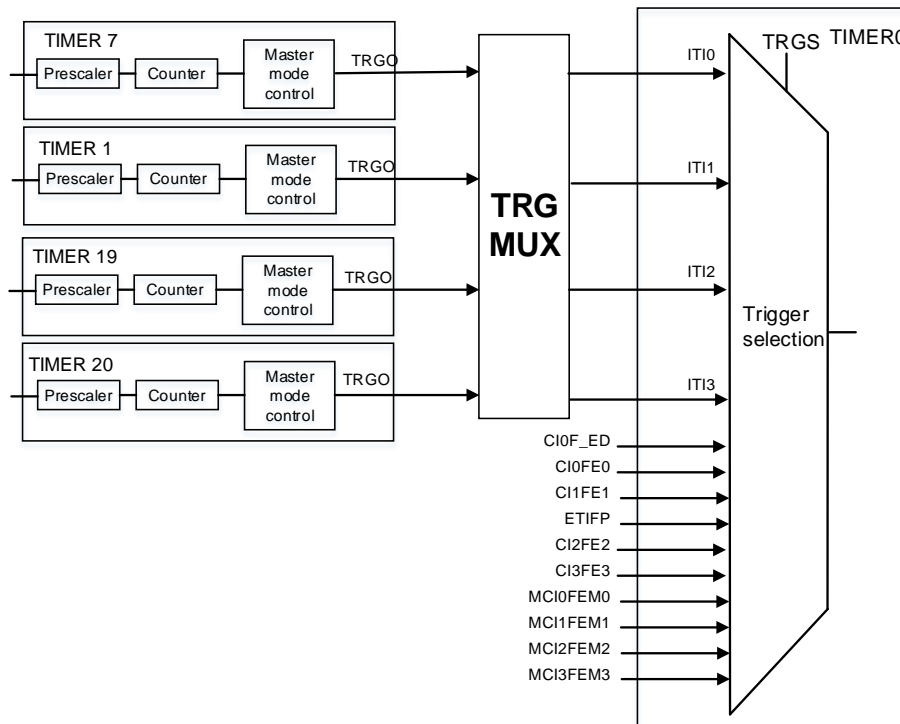 TIMER 7
Prescaler
Counter
Master
mode
control
TRGO
TIMER 1
Prescaler
Counter
Master
mode
control
TRGO
TIMER 19
Prescaler
Counter
Master
mode
control
TRGO
TIMER 20
Prescaler
Counter
Master
mode
control
TRGO
TRG
MUX
TRGS
TIMER0
ITI0
ITI1
ITI2
ITI3
CI0F_ED
CI0FE0
CI1FE1
ETIFP
CI2FE2
CI3FE3
MCI0FEM0
MCI1FEM1
MCI2FEM2
MCI3FEM3
Trigger
selection